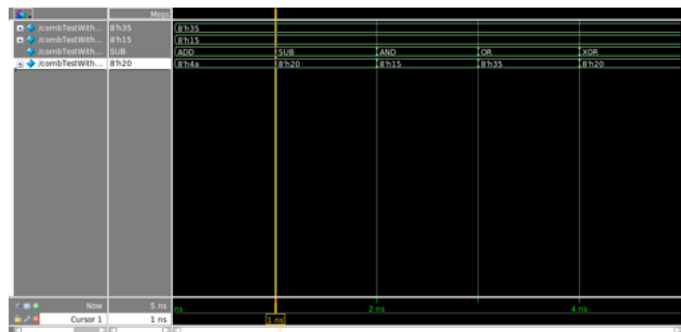 Msgs
/combTestWith... 8'h35 8'h35
/combTestWith... 8'h15 8'h15
/combTestWith... SUB ADD SUB AND OR XOR
/combTestWith... 8'h20 8'h4a 8'h20 8'h15 8'h35 8'h20
Now 5 ns ns 2 ns 4 ns
Cursor 1 1 ns 1 ns